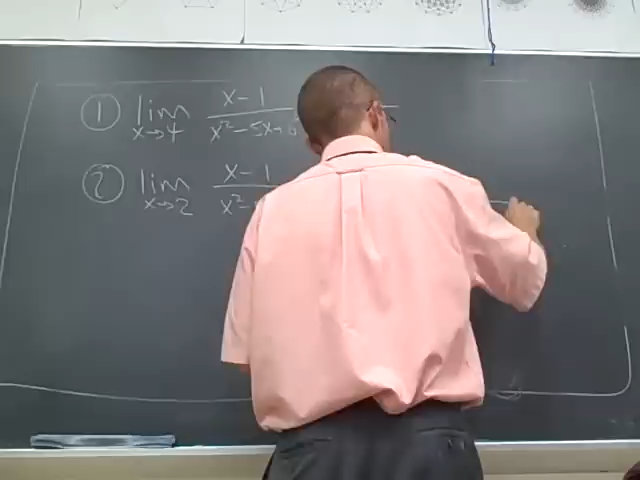 ① lim x→4 x-1 / x²-5x+6
② lim x→2 x-1 / x²-